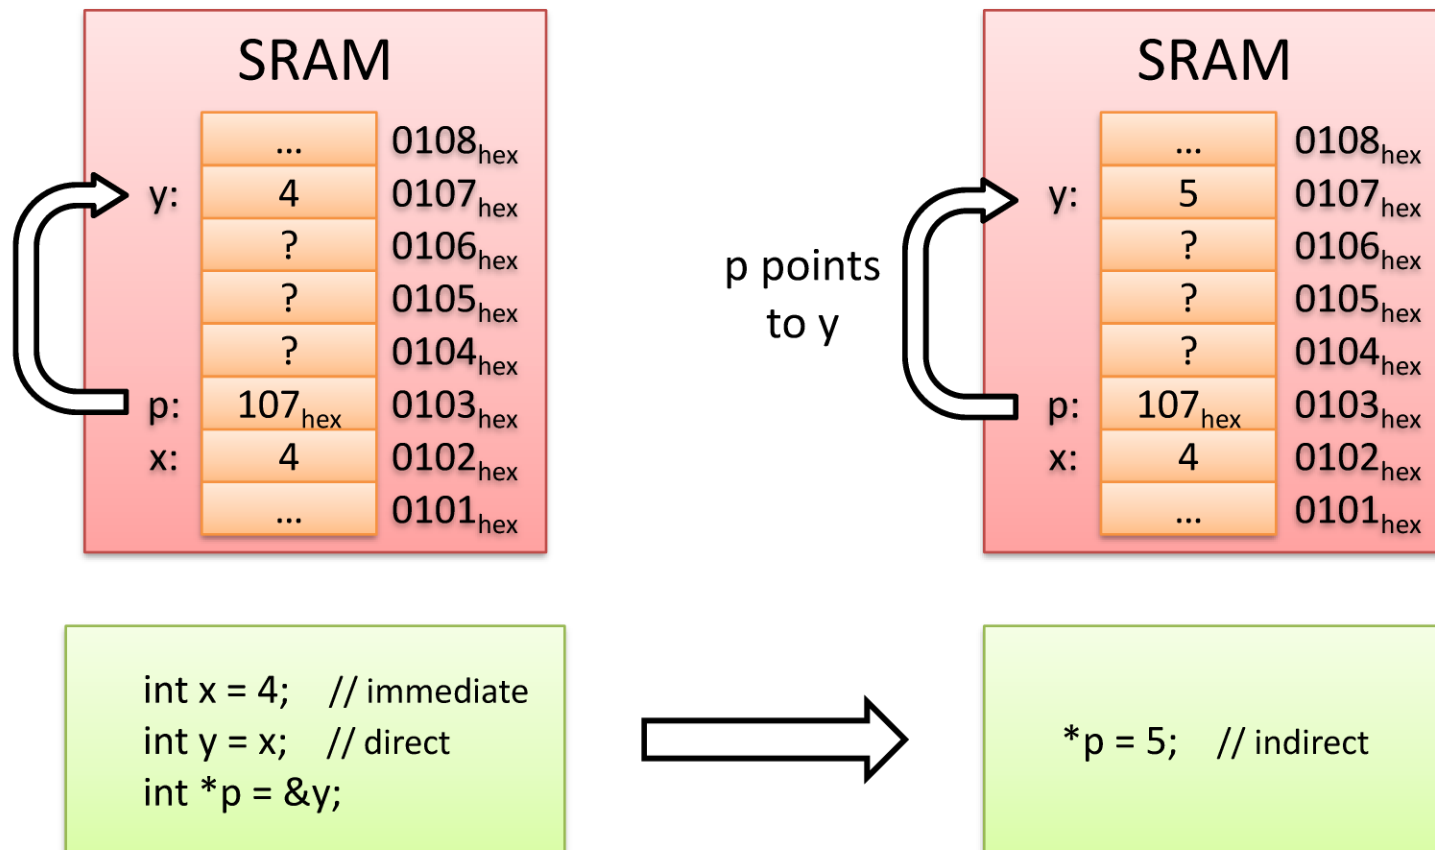 SRAM
... 0108hex
y: 4 0107hex
? 0106hex
? 0105hex
? 0104hex
p: 107hex 0103hex
x: 4 0102hex
... 0101hex
p points
to y
SRAM
... 0108hex
y: 5 0107hex
? 0106hex
? 0105hex
? 0104hex
p: 107hex 0103hex
x: 4 0102hex
... 0101hex
int x = 4; // immediate
int y = x; // direct
int *p = &y;
*p = 5; // indirect